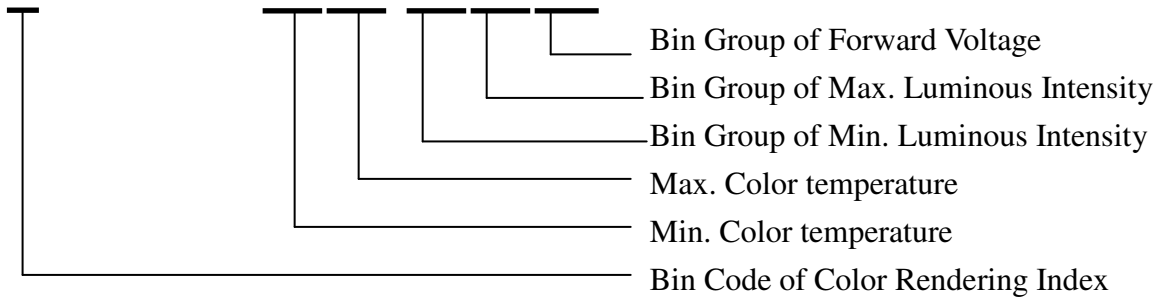 Bin Group of Forward Voltage
Bin Group of Max. Luminous Intensity
Bin Group of Min. Luminous Intensity
Max. Color temperature
Min. Color temperature
Bin Code of Color Rendering Index